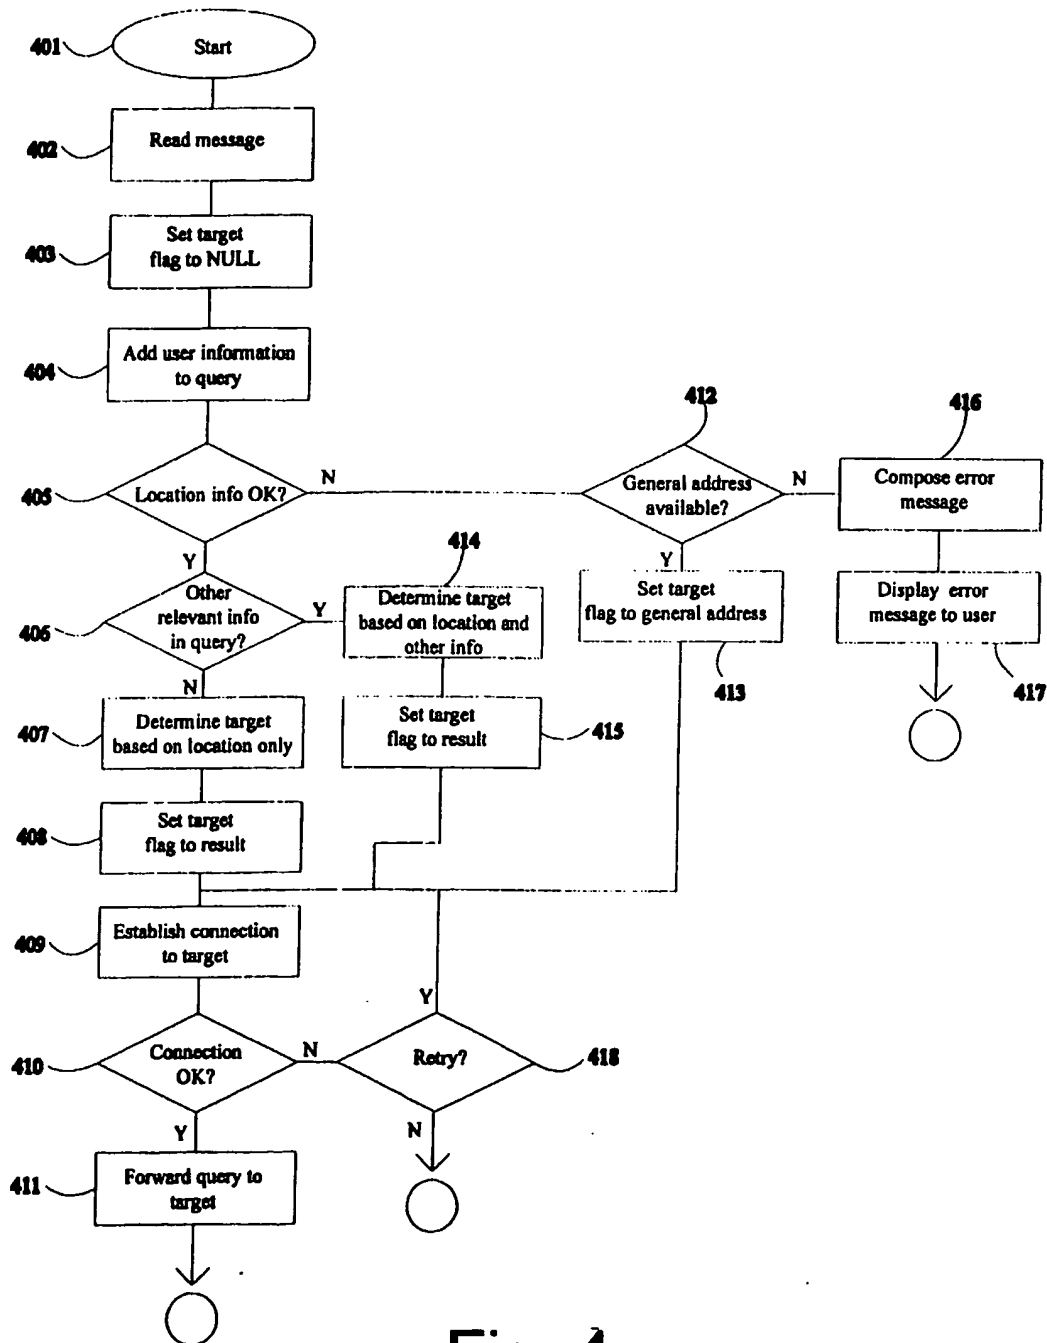 401
Start
402
Read message
403
Set target
flag to NULL
404
Add user information
to query
405
Location info OK?
N
Y
412
General address
available?
N
Y
416
Compose error
message
Display error
message to user
417
406
Other
relevant info
in query?
Y
N
414
Determine target
based on location and
other info
Set target
flag to general address
413
407
Determine target
based on location only
Set target
flag to result
415
408
Set target
flag to result
409
Establish connection
to target
410
Connection
OK?
N
Y
Y
Retry?
418
N
411
Forward query to
target
Fig. 4